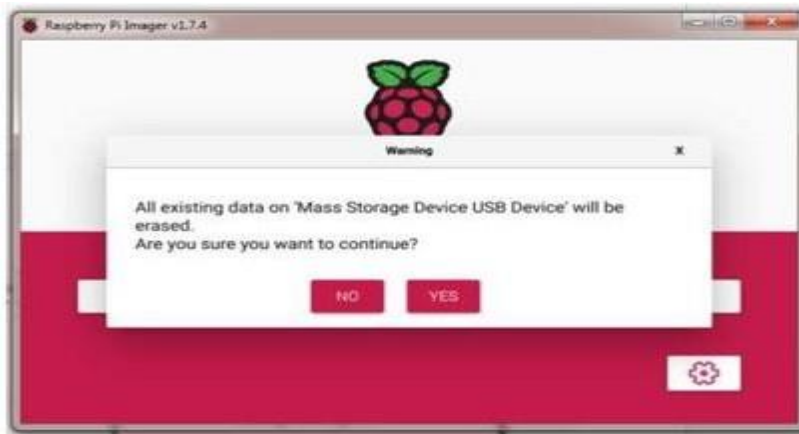 Raspberry Pi Imager v1.7.4
Warning
x
All existing data on 'Mass Storage Device USB Device' will be
erased.
Are you sure you want to continue?
NO
YES